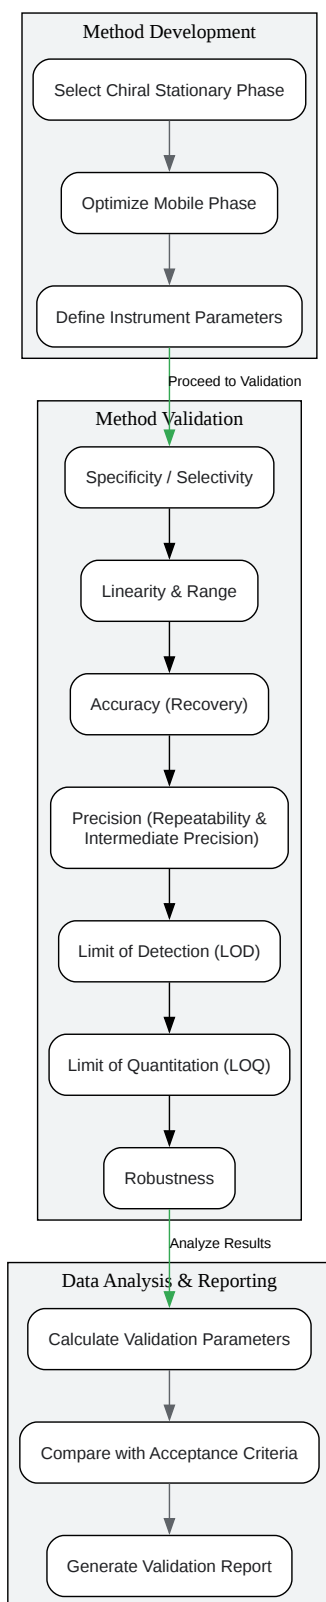 Method Development
Select Chiral Stationary Phase
Optimize Mobile Phase
Define Instrument Parameters
Proceed to Validation
Method Validation
Specificity / Selectivity
Linearity & Range
Accuracy (Recovery)
Precision (Repeatability &
Intermediate Precision)
Limit of Detection (LOD)
Limit of Quantitation (LOQ)
Robustness
Analyze Results
Data Analysis & Reporting
Calculate Validation Parameters
Compare with Acceptance Criteria
Generate Validation Report